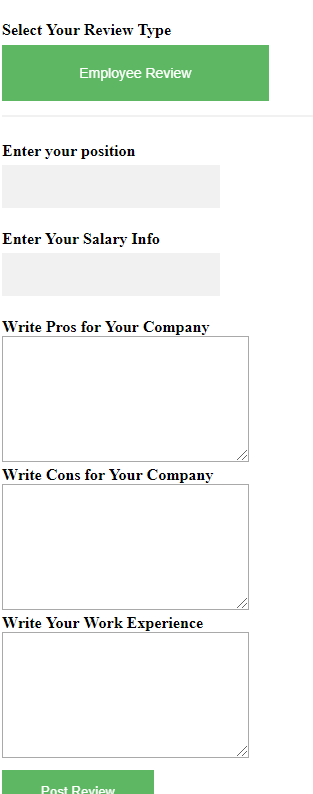 Select Your Review Type
Employee Review
Enter your position
Enter Your Salary Info
Write Pros for Your Company
Write Cons for Your Company
Write Your Work Experience
Post Review